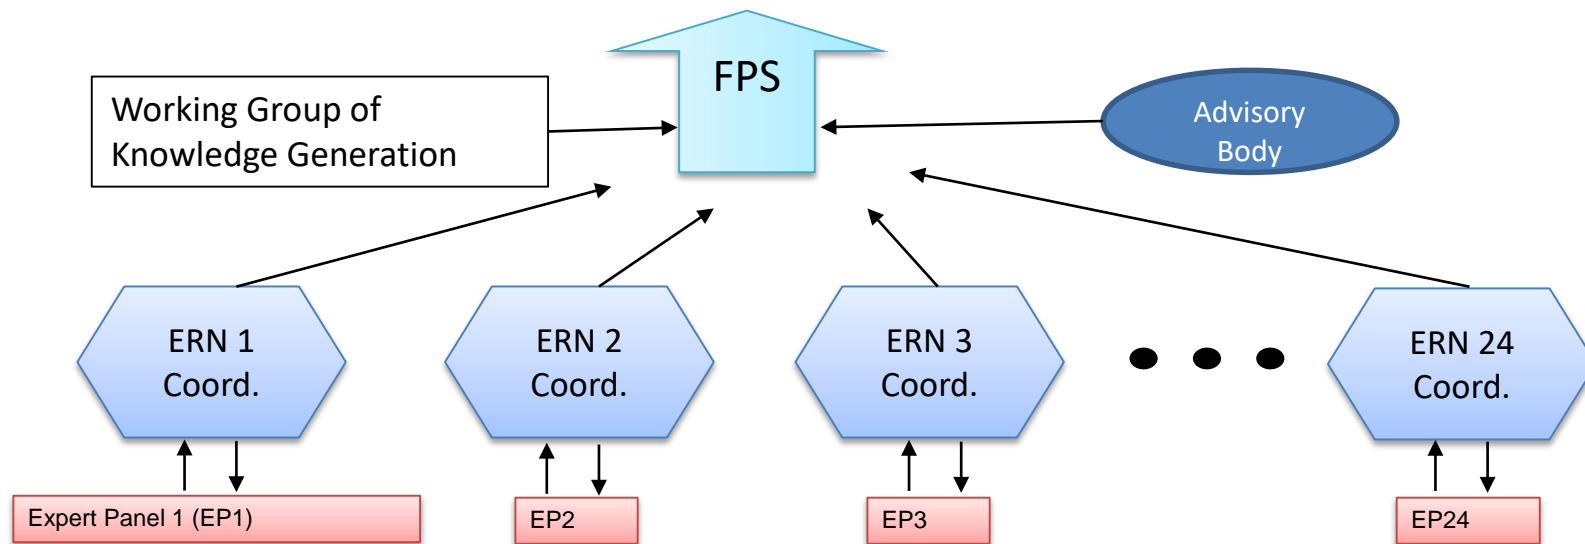 FPS
Working Group of
Knowledge Generation
Advisory
Body
ERN 1
Coord.
ERN 2
Coord.
ERN 3
Coord.
ERN 24
Coord.
Expert Panel 1 (EP1)
EP2
EP3
EP24